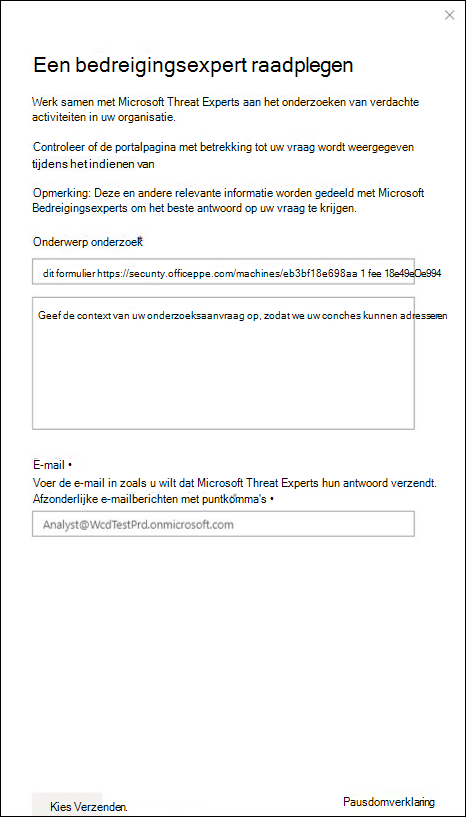 Een bedreigingsexpert raadplegen
Werk samen met Microsoft Threat Experts aan het onderzoeken van verdachte
activiteiten in uw organisatie.
Controleer of de portalpagina met betrekking tot uw vraag wordt weergegeven
tijdens het indienen van
Opmerking: Deze en andere relevante informatie worden gedeeld met Microsoft
Bedreigingsexperts om het beste antwoord op uw vraag te krijgen.
Onderwerp onderzoek*
dit formulier https://secunty.officeppe.com/machines/eb3bf18e698aa 1 fee 18e49eOe994
Geef de context van uw onderzoeksaanvraag op, zodat we uw conches kunnen adresseren
E-mail •
Voer de e-mail in zoals u wilt dat Microsoft Threat Experts hun antwoord verzendt.
Afzonderlijke e-mailberichten met puntkomma's •
Analyst@WcdTestPrd.onmicrosoft.com
Kies Verzenden.
Pausdomverklaring